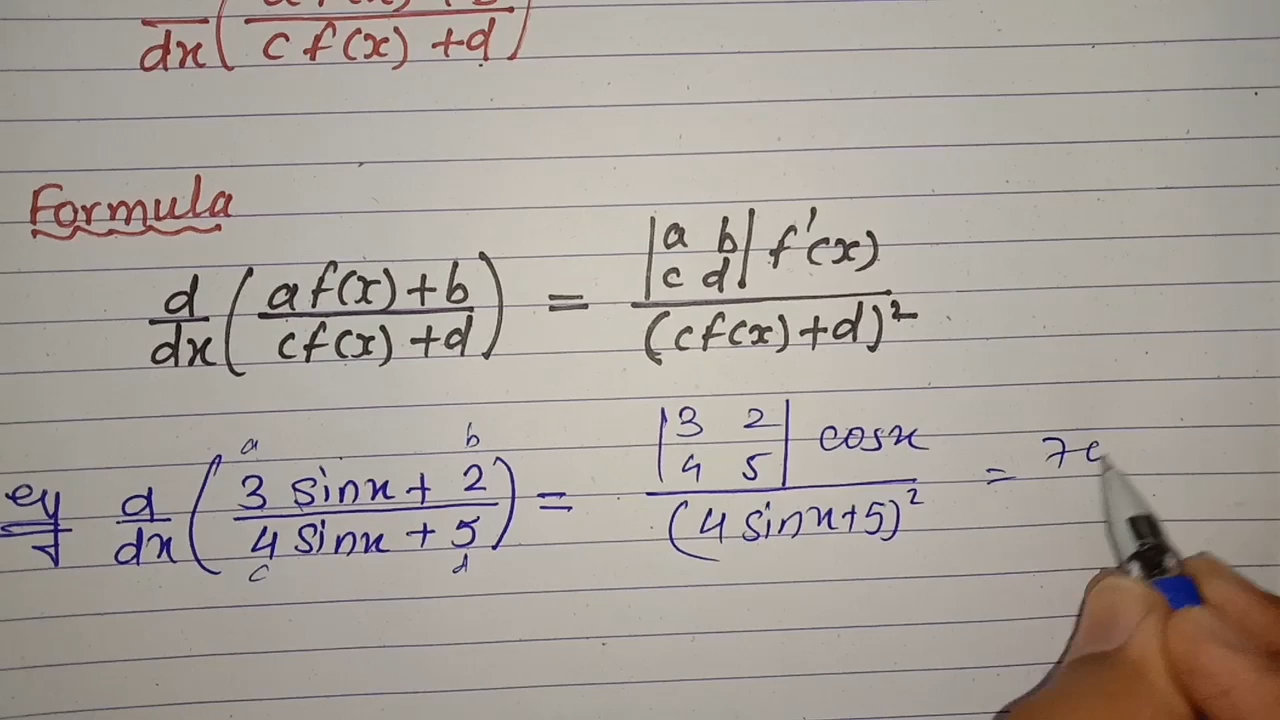 dx ( c f(x) + d )
Formula
d/dx ( a f(x) + b / c f(x) + d ) = |a b| f'(x)
|c d|
(c f(x) + d)²
a b
eg d/dx ( 3 sinx + 2 / 4 sinx + 5 ) = |3 2| cosx = 7c
|4 5|
(4 sinx + 5)²
c d